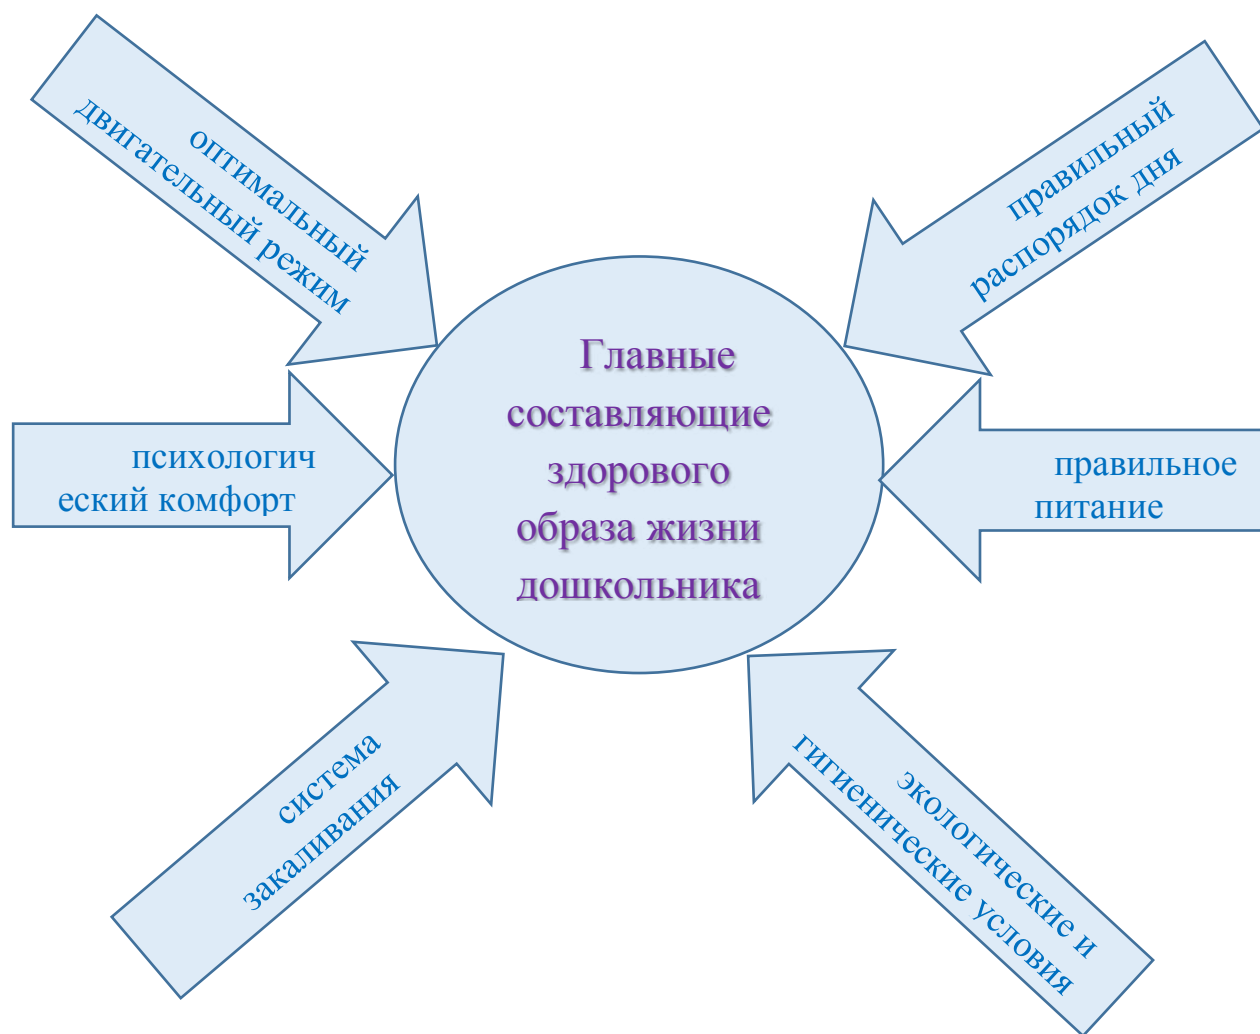 оптимальный
двигательный режим
правильный
распорядок дня
Главные
составляющие
здорового
образа жизни
дошкольника
психологич
еский комфорт
правильное
питание
система
закаливания
экологические и
гигиенические условия